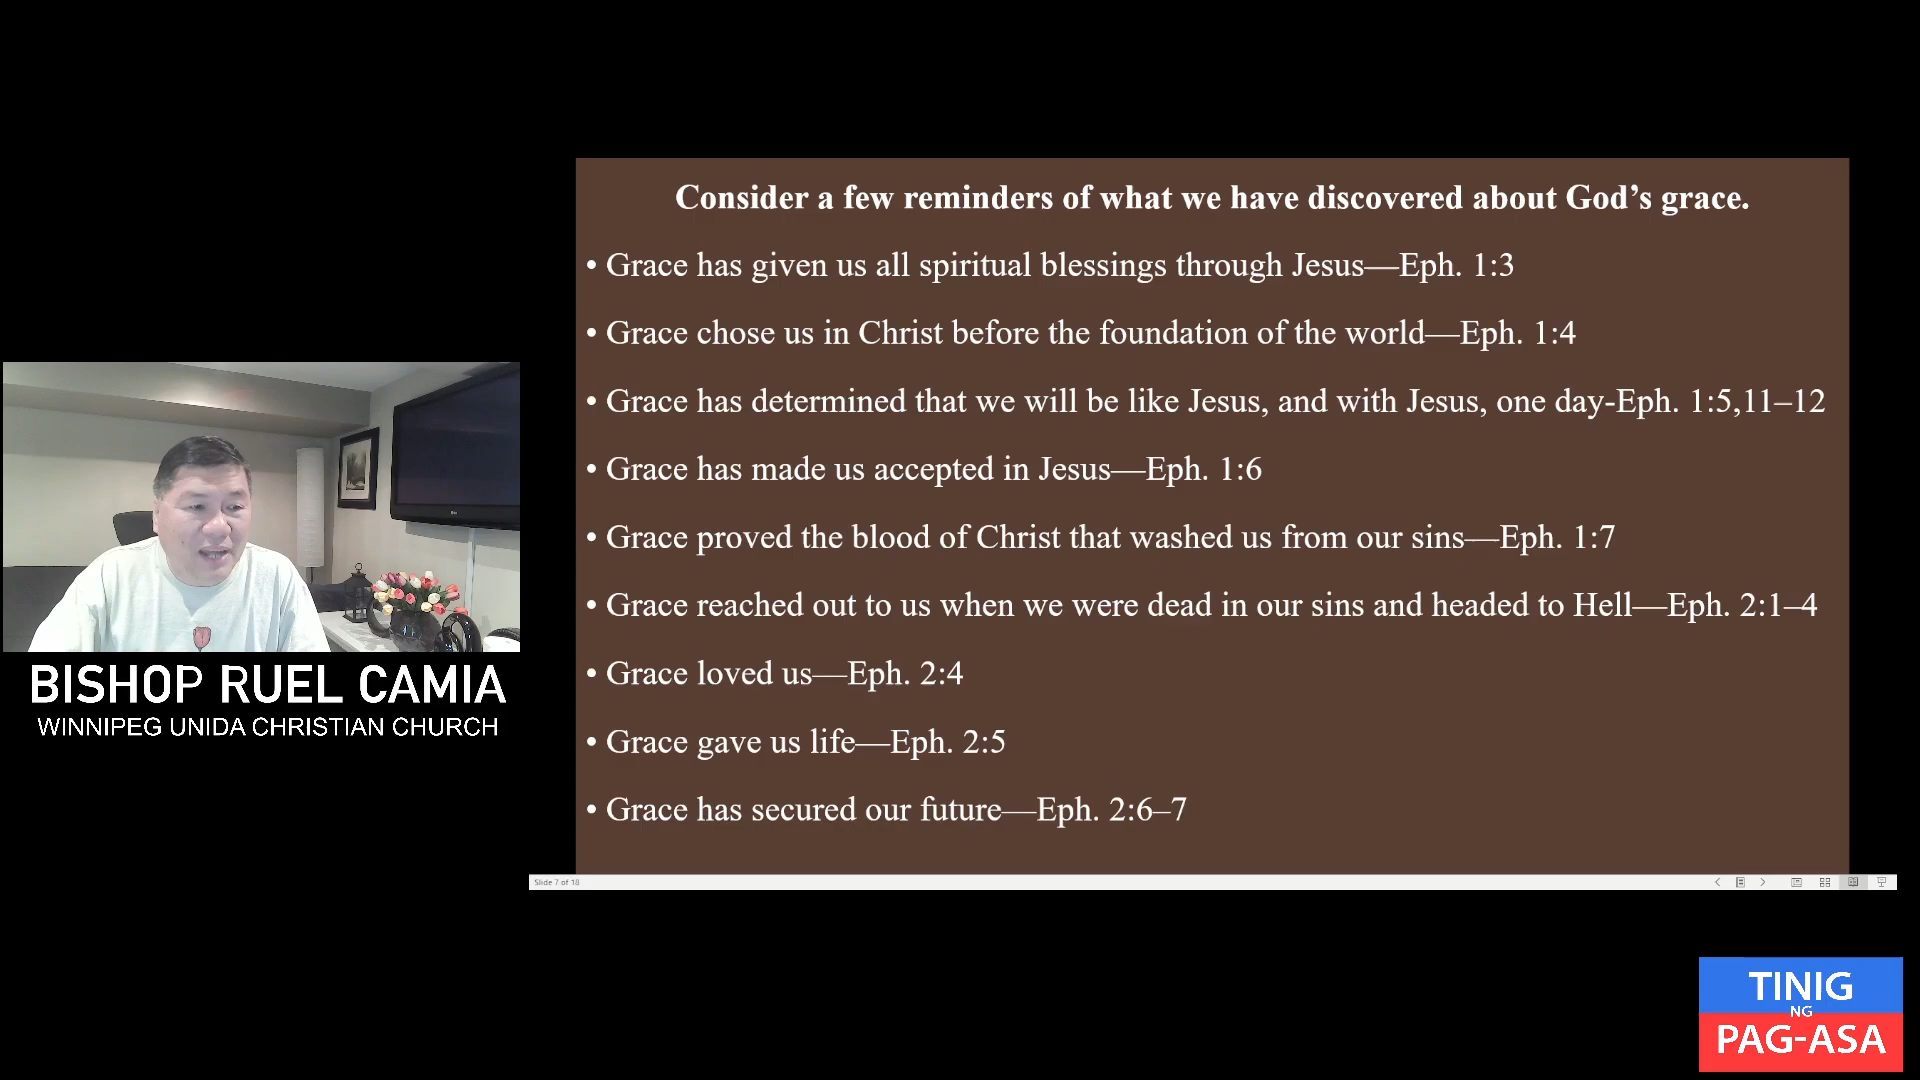 Consider a few reminders of what we have discovered about God’s grace.
• Grace has given us all spiritual blessings through Jesus—Eph. 1:3
• Grace chose us in Christ before the foundation of the world—Eph. 1:4
• Grace has determined that we will be like Jesus, and with Jesus, one day-Eph. 1:5,11–12
• Grace has made us accepted in Jesus—Eph. 1:6
• Grace proved the blood of Christ that washed us from our sins—Eph. 1:7
• Grace reached out to us when we were dead in our sins and headed to Hell—Eph. 2:1–4
• Grace loved us—Eph. 2:4
• Grace gave us life—Eph. 2:5
• Grace has secured our future—Eph. 2:6–7
Slide 7 of 18
BISHOP RUEL CAMIA
WINNIPEG UNIDA CHRISTIAN CHURCH
TINIG
NG
PAG-ASA